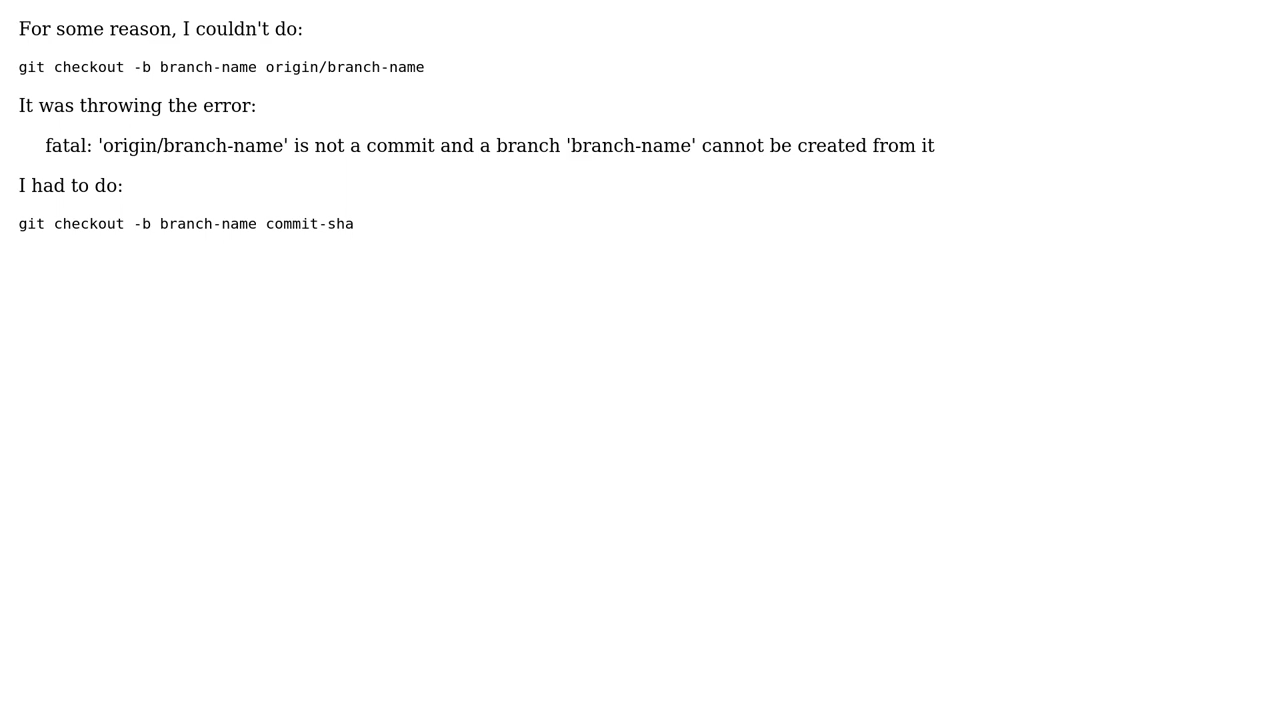 For some reason, I couldn't do:
git checkout -b branch-name origin/branch-name
It was throwing the error:
fatal: 'origin/branch-name' is not a commit and a branch 'branch-name' cannot be created from it
I had to do:
git checkout -b branch-name commit-sha